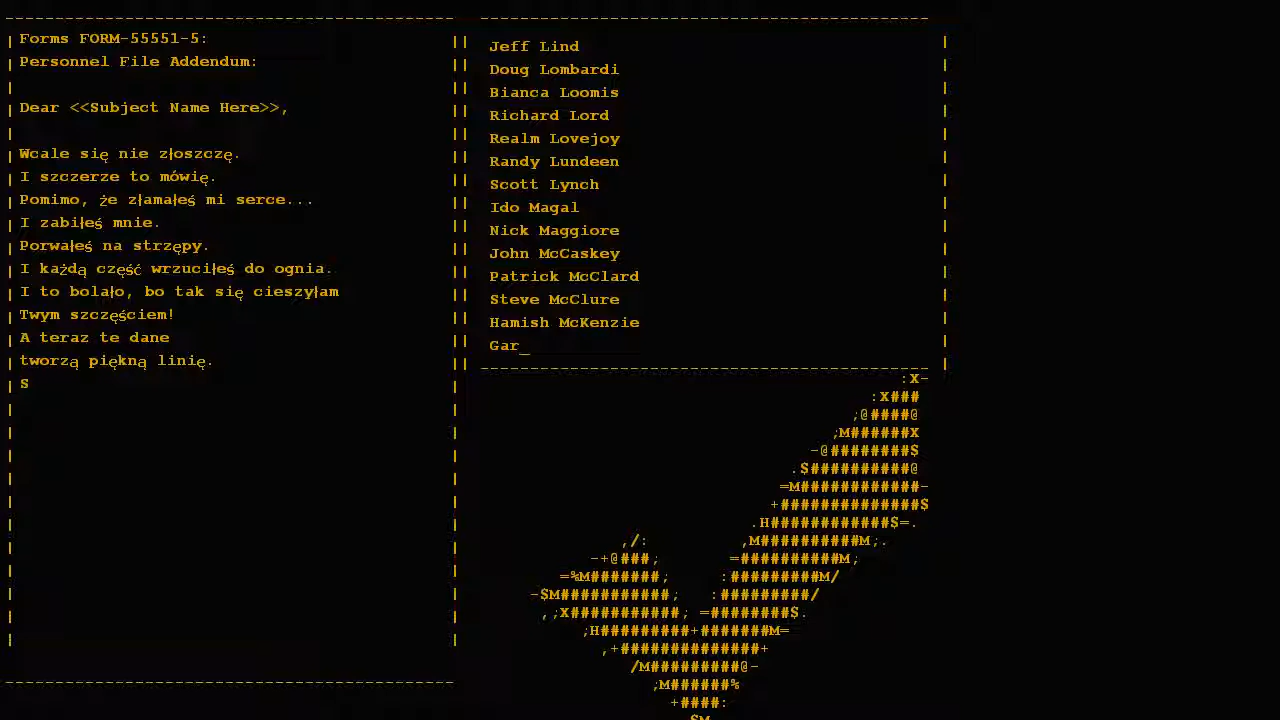 Forms FORM-55551-5:
Personnel File Addendum:
Dear <<Subject Name Here>>,
Wcale się nie złoszczę.
I szczerze to mówię.
Pomimo, że złamałeś mi serce...
I zabiłeś mnie.
Porwałeś na strzępy.
I każdą część wrzuciłeś do ognia.
I to bolało, bo tak się cieszyłam
Twym szczęściem!
A teraz te dane
tworzą piękną linię.
S
Jeff Lind
Doug Lombardi
Bianca Loomis
Richard Lord
Realm Lovejoy
Randy Lundeen
Scott Lynch
Ido Magal
Nick Maggiore
John McCaskey
Patrick McClard
Steve McClure
Hamish McKenzie
Gar_